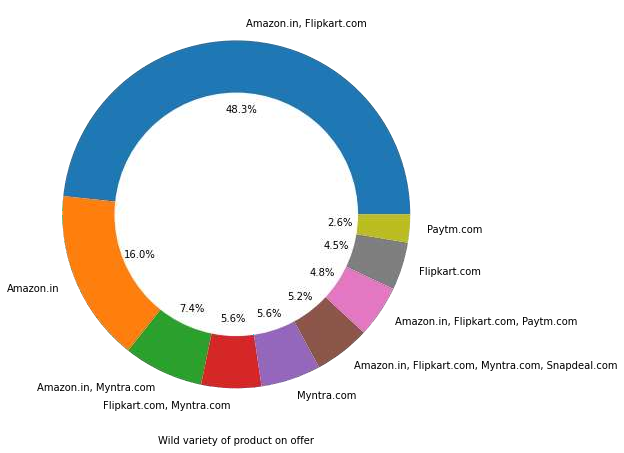 Amazon.in, Flipkart.com
48.3%
2.6%
Paytm.com
4.5%
16.0%
4.8%
Flipkart.com
Amazon.in
5.2%
7.4%
5.6%
5.6%
Amazon.in, Flipkart.com, Paytm.com
Amazon.in, Flipkart.com, Myntra.com, Snapdeal.com
Amazon.in, Myntra.com
Myntra.com
Flipkart.com, Myntra.com
Wild variety of product on offer